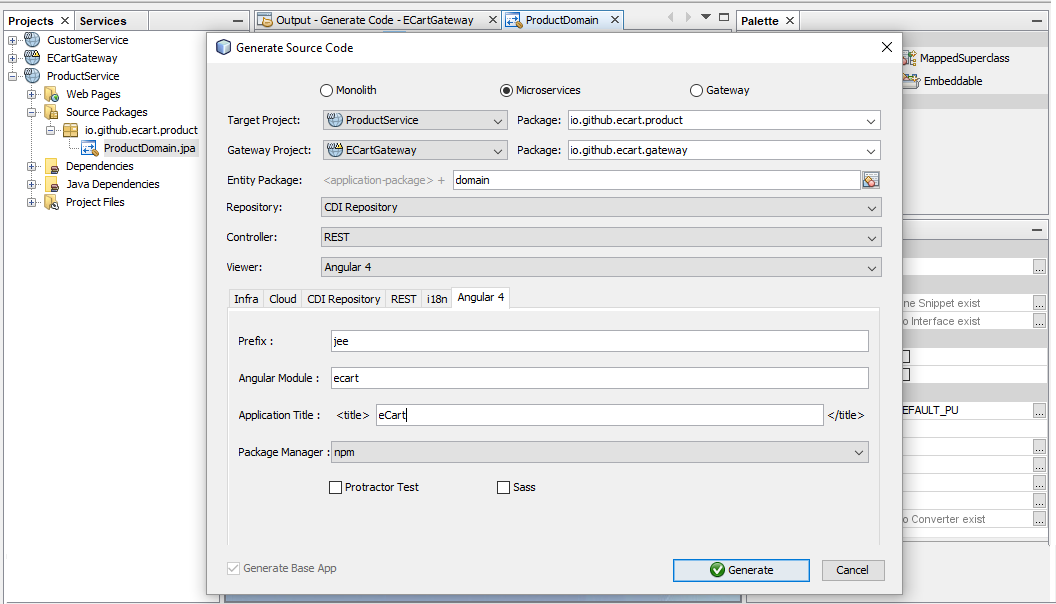 Projects
Services
Output - Generate Code - ECartGateway
ProductDomain
Palette
CustomerService
ECartGateway
ProductService
Web Pages
Source Packages
io.github.ecart.product
ProductDomain.jpa
Dependencies
Java Dependencies
Project Files
Generate Source Code
Monolith
Microservices
Gateway
Target Project:
ProductService
Package:
io.github.ecart.product
Gateway Project:
ECartGateway
Package:
io.github.ecart.gateway
Entity Package:
<application-package> +
domain
Repository:
CDI Repository
Controller:
REST
Viewer:
Angular 4
Infra
Cloud
CDI Repository
REST
i18n
Angular 4
Prefix :
jee
Angular Module :
ecart
Application Title :
<title>
eCart
</title>
Package Manager :
npm
Protractor Test
Sass
Generate Base App
Generate
Cancel
MappedSuperclass
Embeddable
...
ne Snippet exist
...
o Interface exist
...
EFAULT_PU
...
...
...
...
...
o Converter exist
...